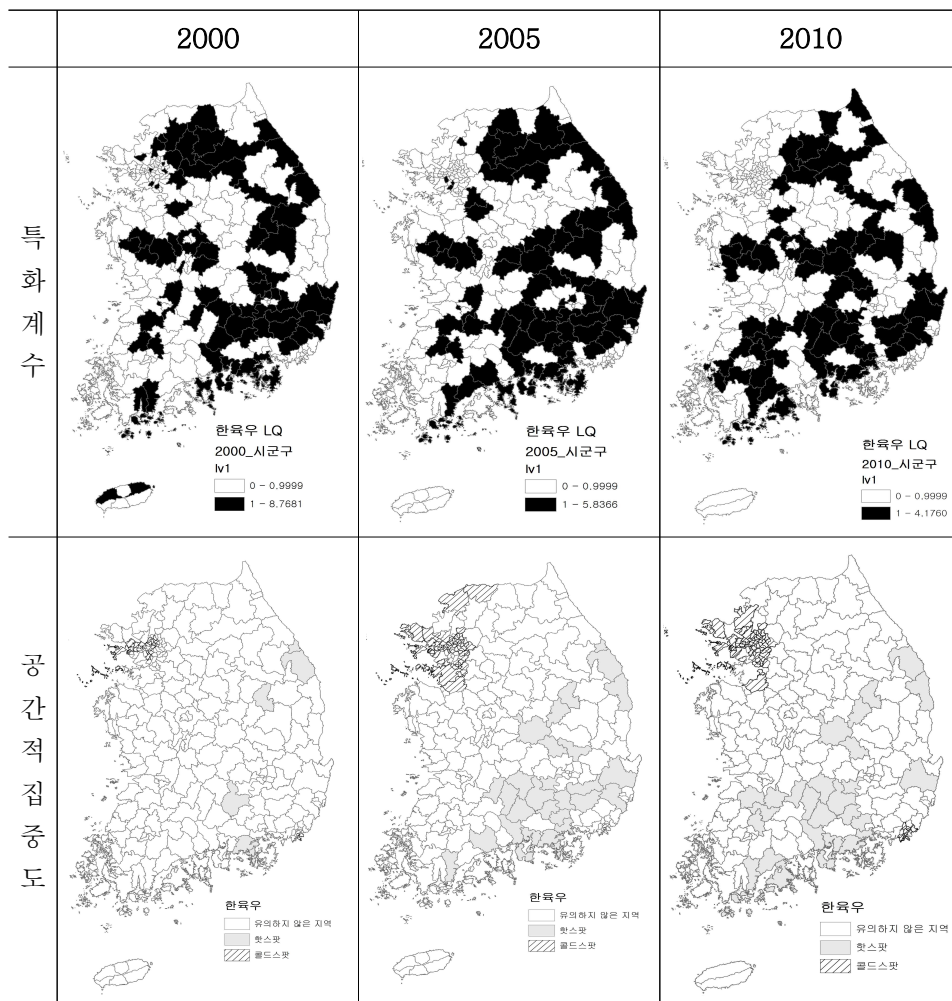 2000
2005
2010
특화계수
한육우 LQ
2000_시군구
lv1
0 - 0.9999
1 - 8.7681
한육우 LQ
2005_시군구
lv1
0 - 0.9999
1 - 5.8366
한육우 LQ
2010_시군구
lv1
0 - 0.9999
1 - 4.1760
공간적집중도
한육우
유의하지 않은 지역
핫스팟
콜드스팟
한육우
유의하지 않은 지역
핫스팟
콜드스팟
한육우
유의하지 않은 지역
핫스팟
콜드스팟